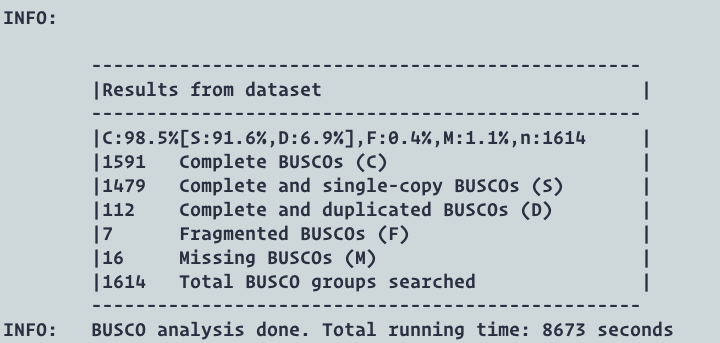 INFO:
--------------------------------------------------
|Results from dataset                             |
--------------------------------------------------
|C:98.5%[S:91.6%,D:6.9%],F:0.4%,M:1.1%,n:1614     |
|1591   Complete BUSCOs (C)                       |
|1479   Complete and single-copy BUSCOs (S)       |
|112    Complete and duplicated BUSCOs (D)        |
|7      Fragmented BUSCOs (F)                     |
|16     Missing BUSCOs (M)                        |
|1614   Total BUSCO groups searched               |
--------------------------------------------------
INFO:   BUSCO analysis done. Total running time: 8673 seconds